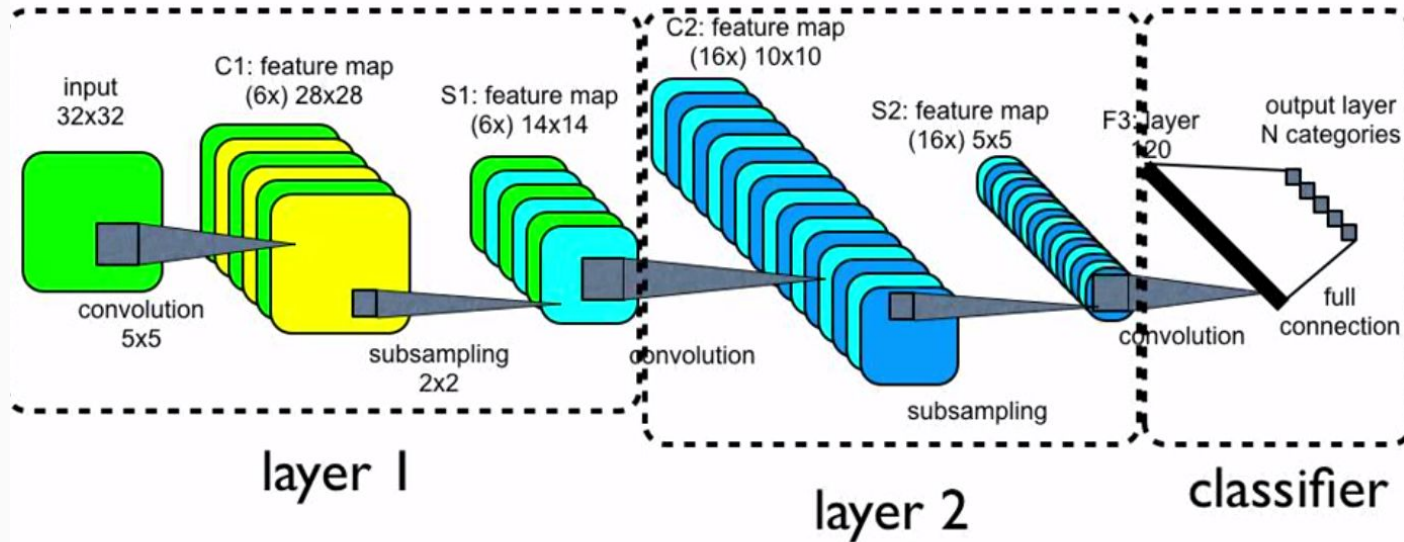 input
32x32
C1: feature map
(6x) 28x28
S1: feature map
(6x) 14x14
C2: feature map
(16x) 10x10
S2: feature map
(16x) 5x5
F3: layer
120
output layer
N categories
convolution
5x5
subsampling
2x2
convolution
subsampling
convolution
full
connection
layer 1
layer 2
classifier